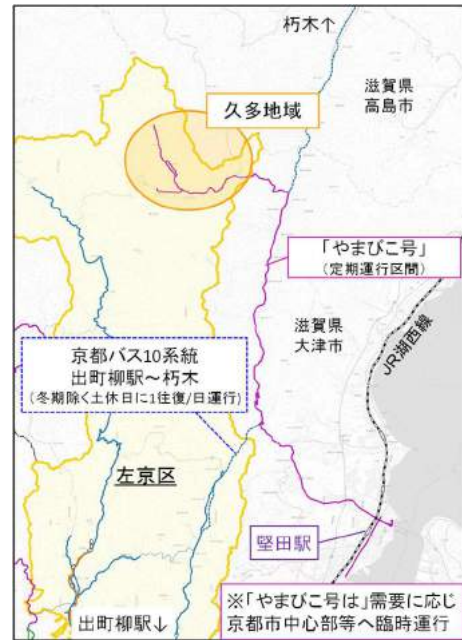 朽木↑
滋賀県
高島市
久多地域
「やまびこ号」
(定期運行区間)
滋賀県
大津市
JR湖西線
京都バス10系統
出町柳駅～朽木
(冬期除く土休日に1往復/日運行)
左京区
堅田駅
※「やまびこ号は」需要に応じ
京都市中心部等へ臨時運行
出町柳駅↓